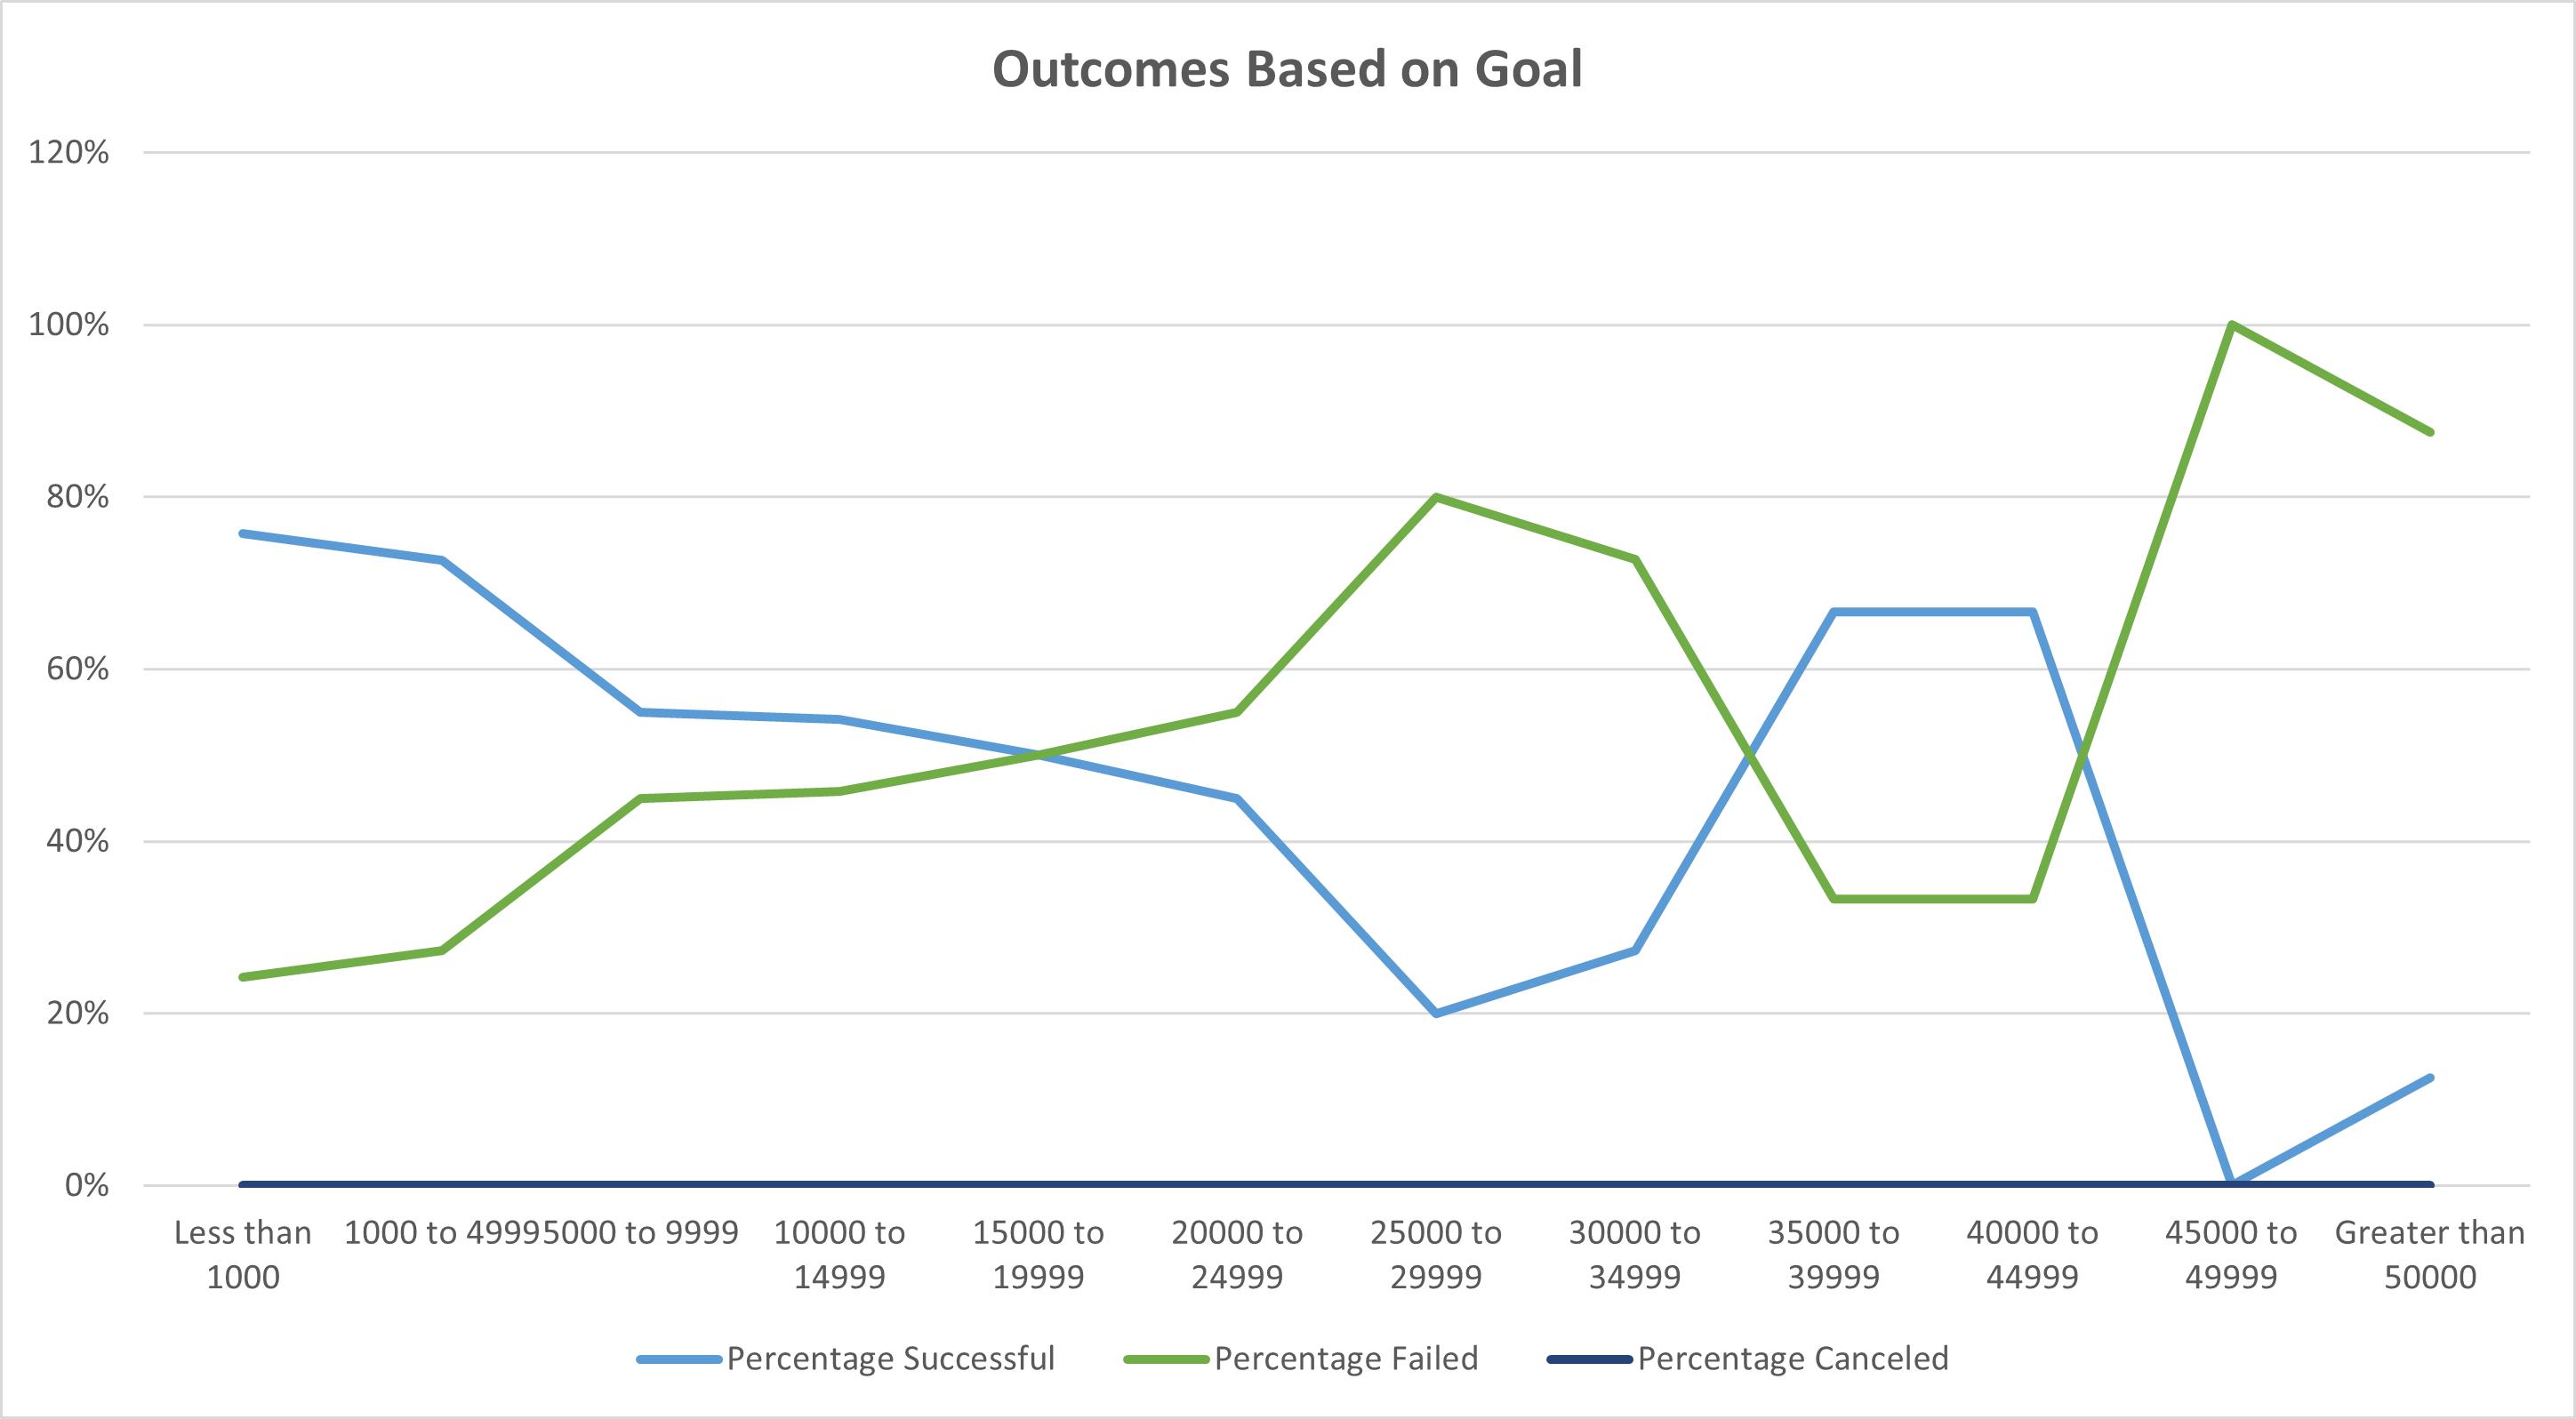 Outcomes Based on Goal
120%
100%
80%
60%
40%
20%
0%
Less than 1000 to 4999 5000 to 9999 10000 to 15000 to 20000 to 25000 to 30000 to 35000 to 40000 to 45000 to Greater than
1000 14999 19999 24999 29999 34999 39999 44999 49999 50000
Percentage Successful Percentage Failed Percentage Canceled